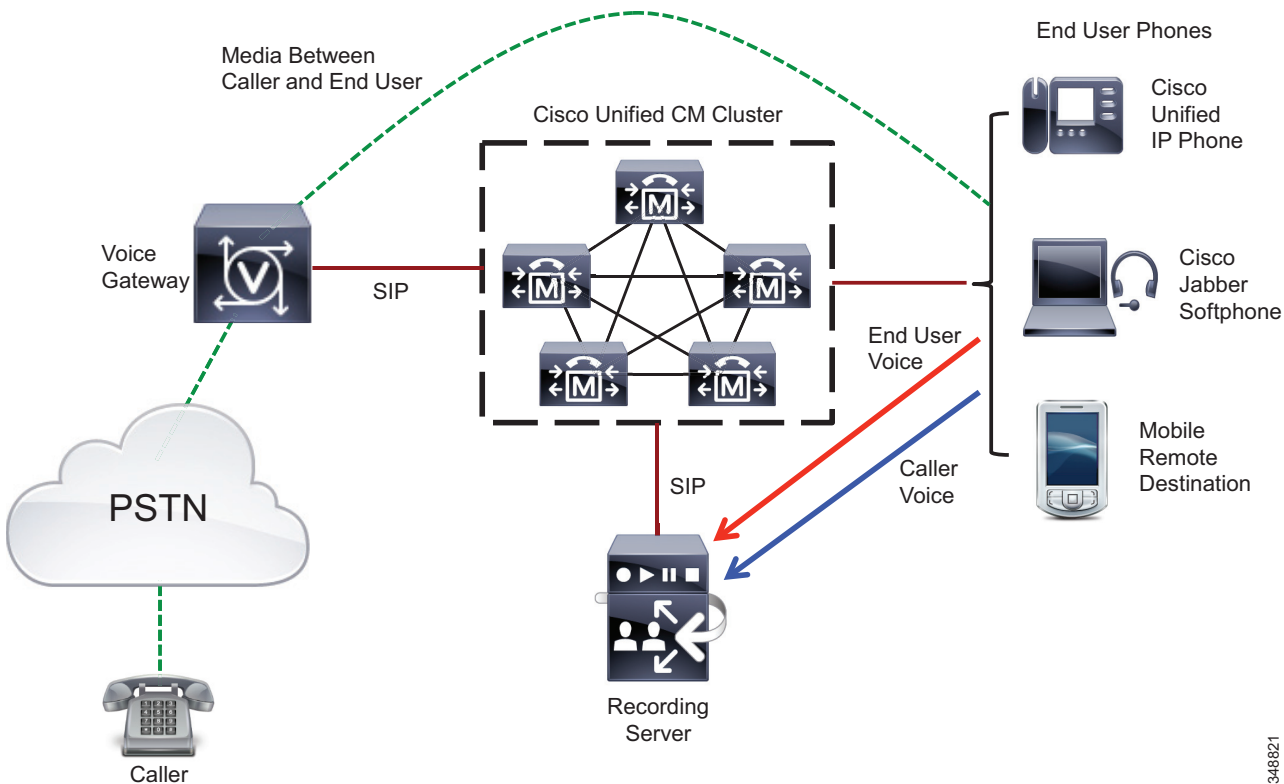 Media Between
Caller and End User
End User Phones
Cisco
Unified
IP Phone
Cisco Unified CM Cluster
M
M
M
M
M
Voice
Gateway
V
SIP
Cisco
Jabber
Softphone
End User
Voice
Caller
Voice
SIP
Mobile
Remote
Destination
PSTN
Recording
Server
Caller
348821